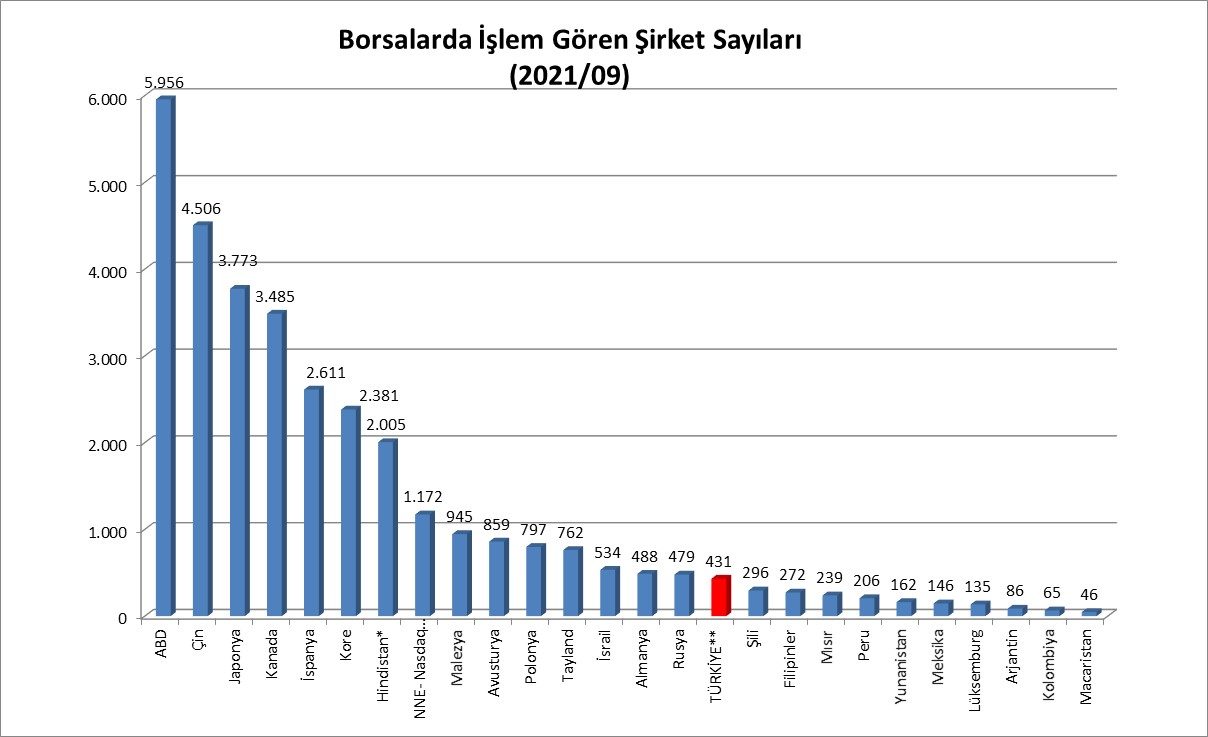 Borsalarda İşlem Gören Şirket Sayıları
(2021/09)
6.000
5.000
4.000
3.000
2.000
1.000
0
5.956
4.506
3.773
3.485
2.611
2.381
2.005
1.172
945
859
797
762
534
488
479
431
296
272
239
206
162
146
135
86
65
46
ABD
Çin
Japonya
Kanada
İspanya
Kore
Hindistan*
NNE- Nasdaq…
Malezya
Avusturya
Polonya
Tayland
İsrail
Almanya
Rusya
TÜRKİYE**
Şili
Filipinler
Mısır
Peru
Yunanistan
Meksika
Lüksemburg
Arjantin
Kolombiya
Macaristan